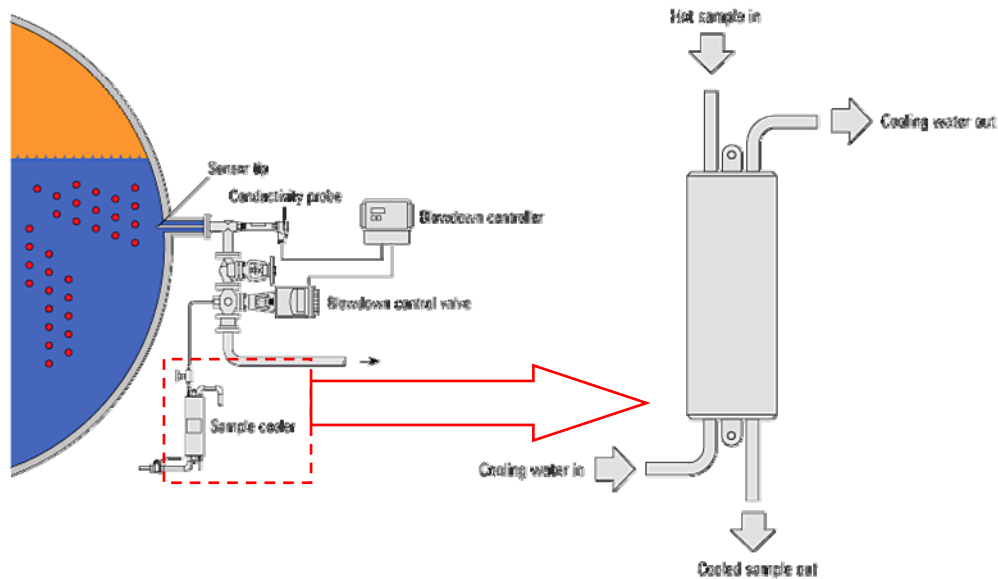 Hot sample in
Cooling water out
Sensor tip
Conductivity probe
Blowdown controller
Blowdown control valve
Sample cooler
Cooling water in
Cooled sample out